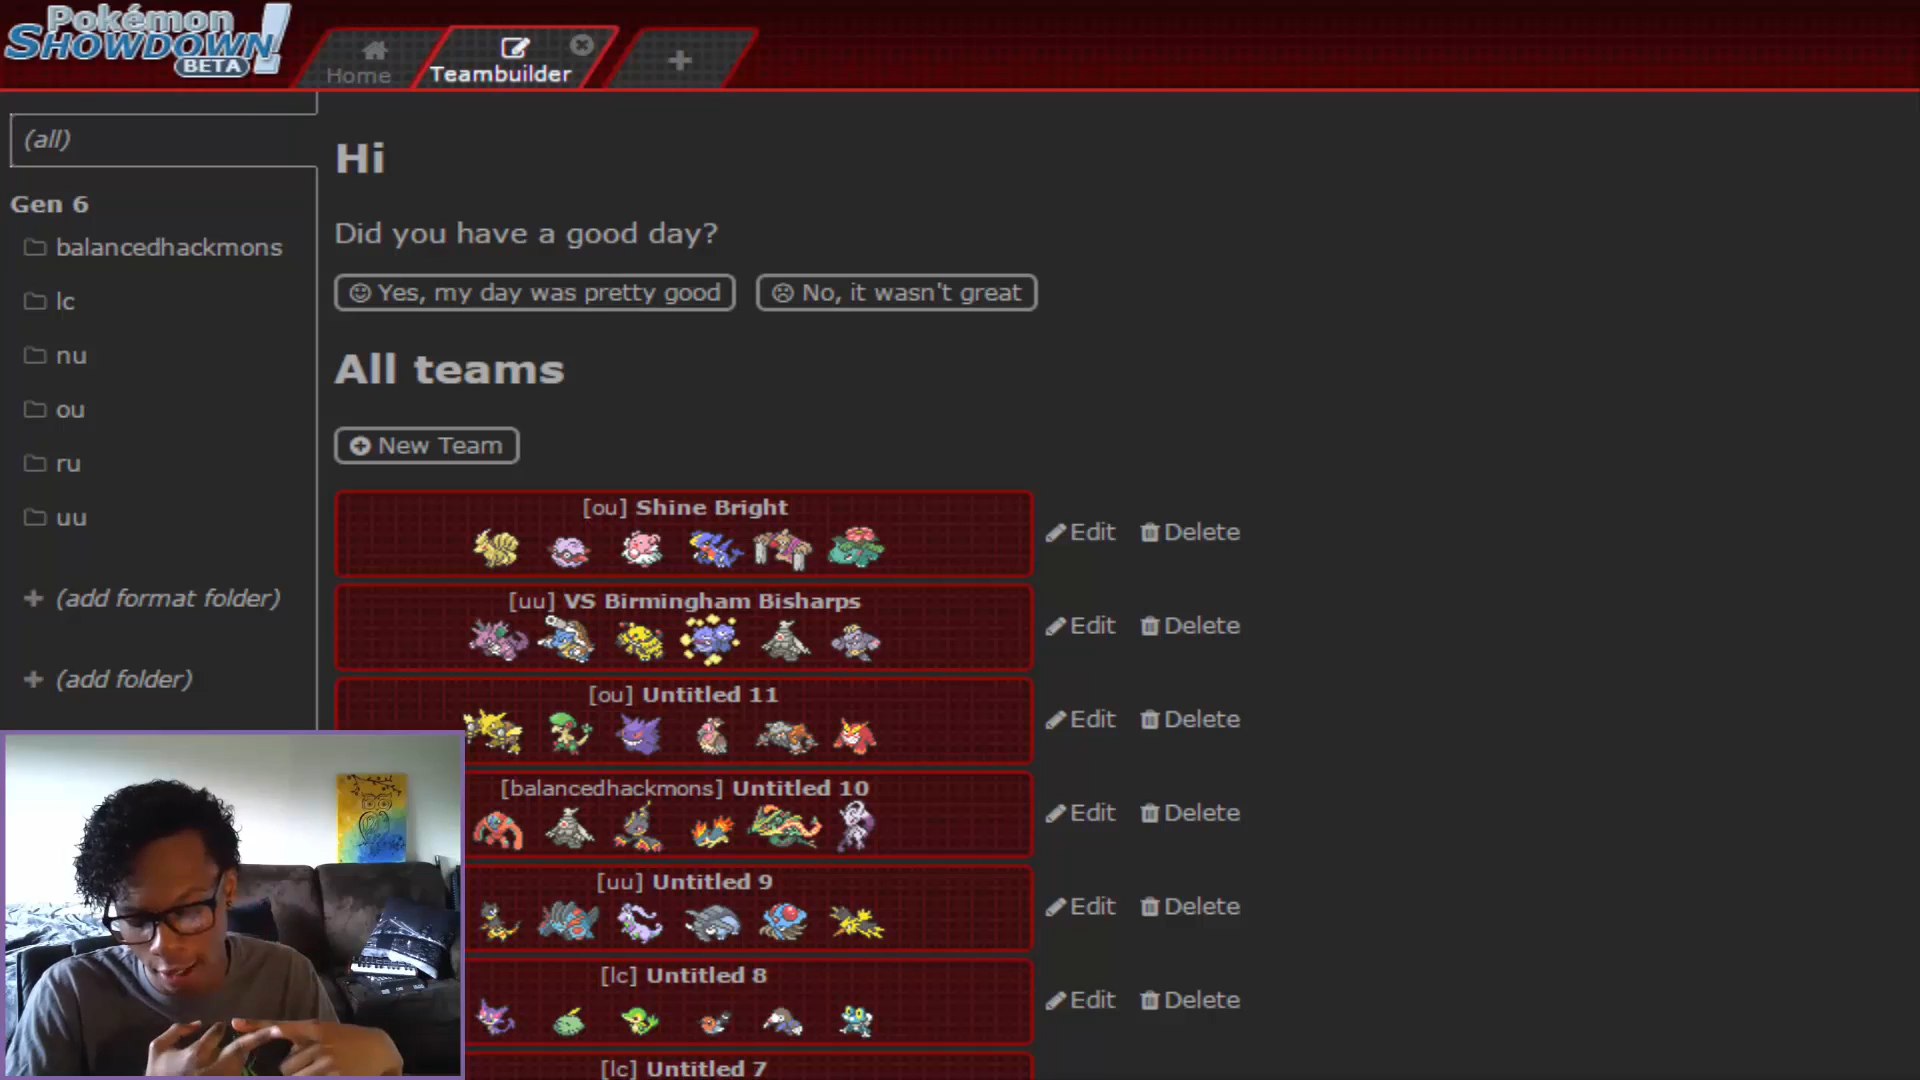 Pokémon
SHOWDOWN!
BETA
Home
Teambuilder
(all)
Gen 6
balancedhackmons
lc
nu
ou
ru
uu
(add format folder)
(add folder)
Hi
Did you have a good day?
Yes, my day was pretty good
No, it wasn't great
All teams
New Team
[ou] Shine Bright
Edit Delete
[uu] VS Birmingham Bisharps
Edit Delete
[ou] Untitled 11
Edit Delete
[balancedhackmons] Untitled 10
Edit Delete
[uu] Untitled 9
Edit Delete
[lc] Untitled 8
Edit Delete
[lc] Untitled 7